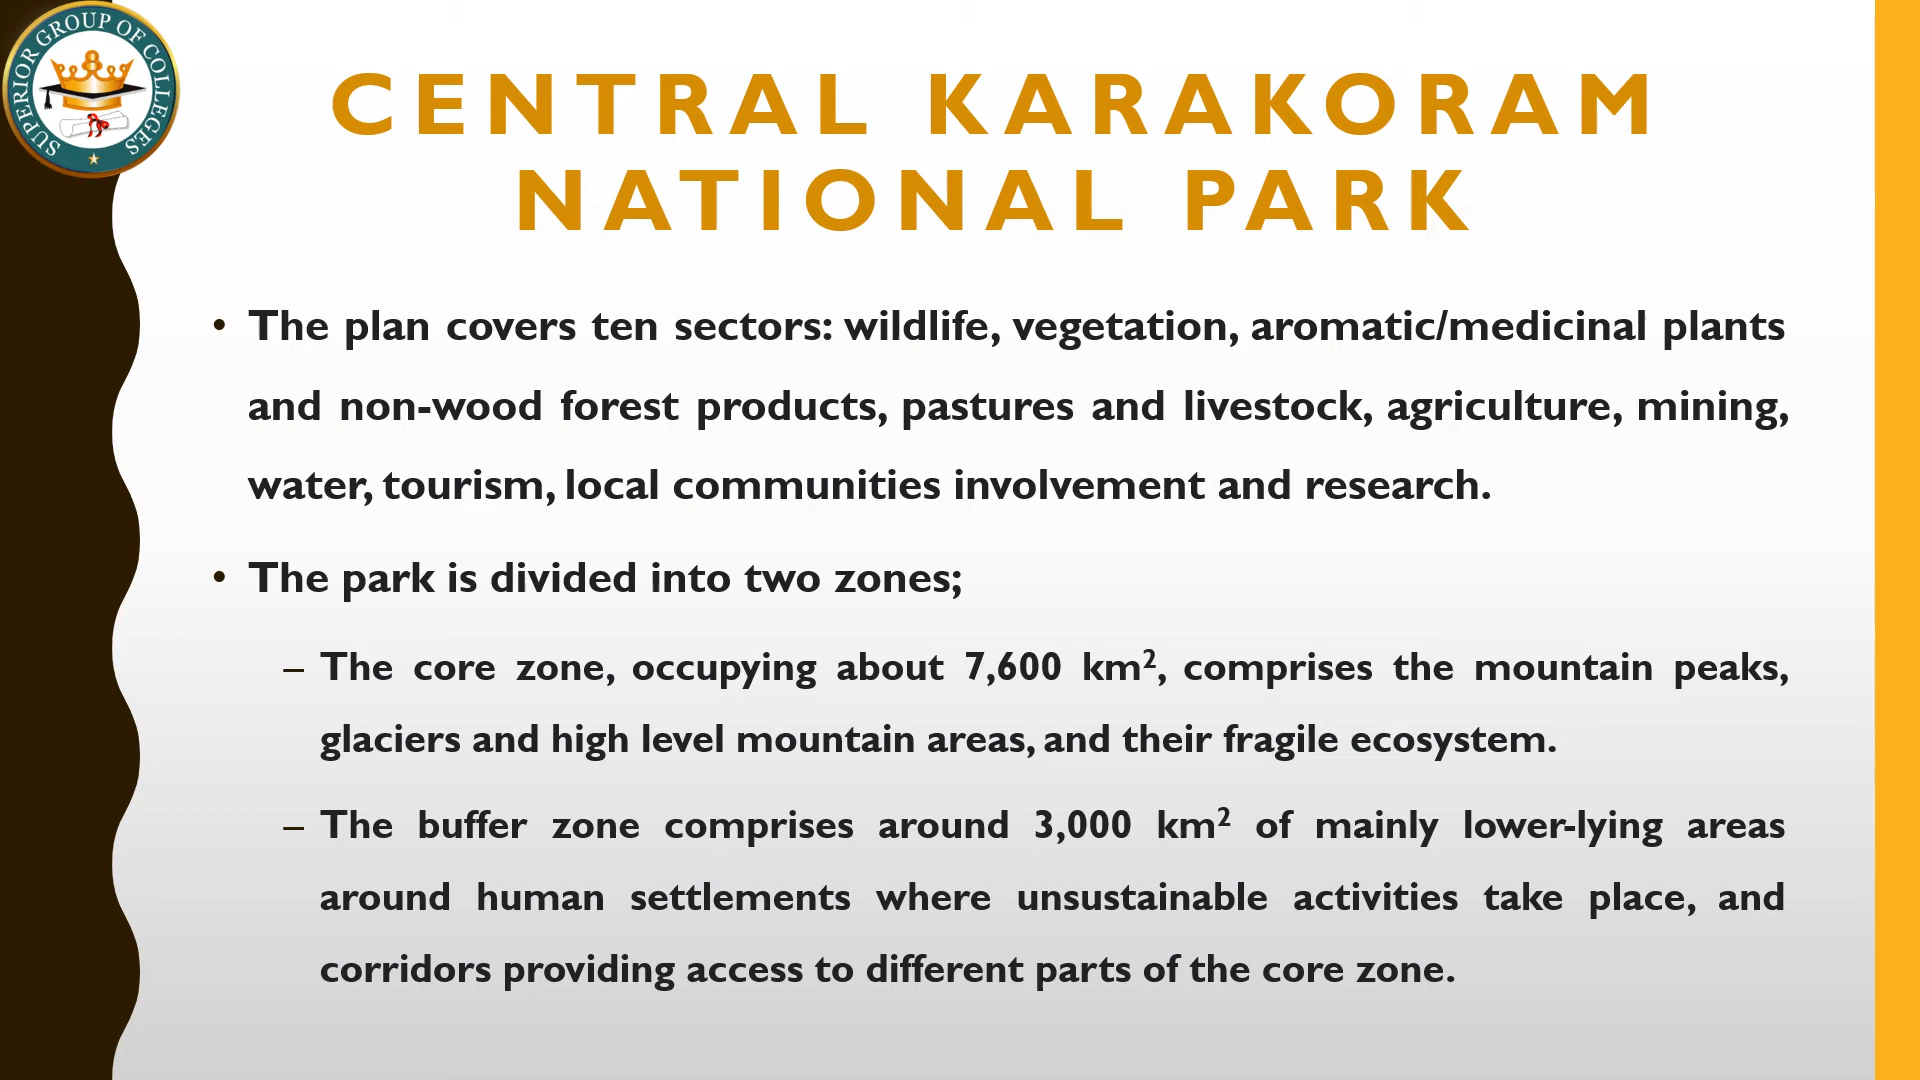 SUPERIOR GROUP OF COLLEGES
CENTRAL KARAKORAM
NATIONAL PARK
• The plan covers ten sectors: wildlife, vegetation, aromatic/medicinal plants
and non-wood forest products, pastures and livestock, agriculture, mining,
water, tourism, local communities involvement and research.
• The park is divided into two zones;
– The core zone, occupying about 7,600 km², comprises the mountain peaks,
glaciers and high level mountain areas, and their fragile ecosystem.
– The buffer zone comprises around 3,000 km² of mainly lower-lying areas
around human settlements where unsustainable activities take place, and
corridors providing access to different parts of the core zone.